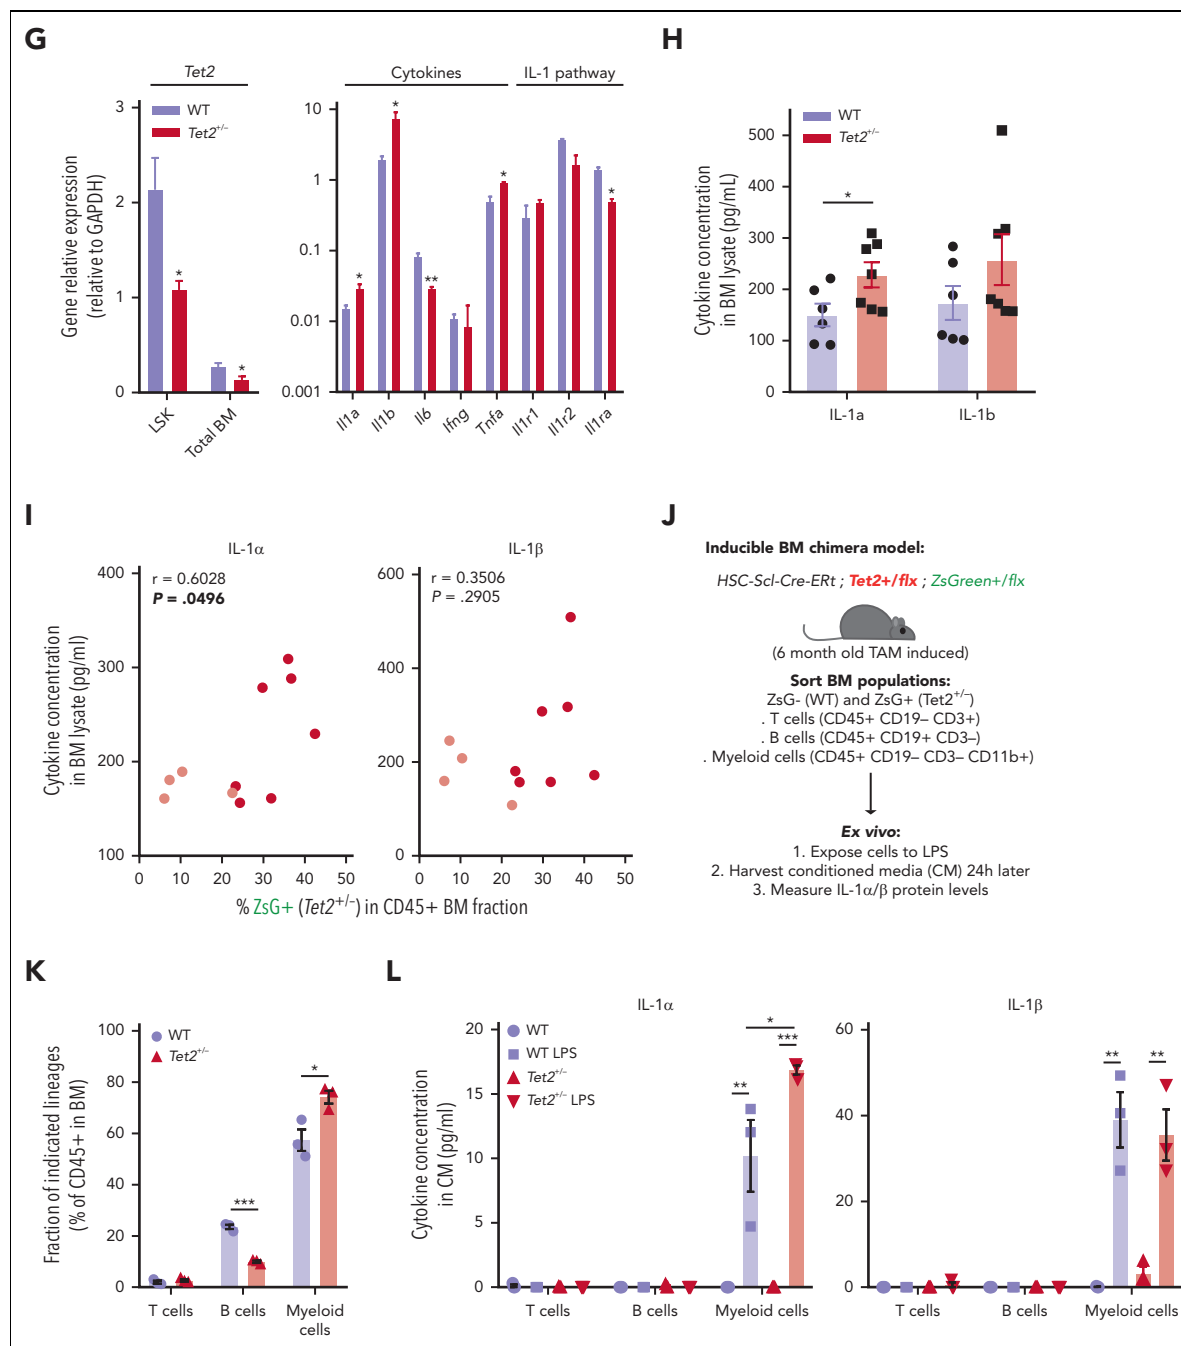 G
Tet2
WT
Tet2+/−
Gene relative expression
(relative to GAPDH)
3
2
1
0
*
*
LSK
Total BM
Cytokines
IL-1 pathway
10
1
0.1
0.01
0.001
*
*
**
*
*
Il1a
Il1b
Il6
Ifng
Tnfa
Il1r1
Il1r2
Il1ra
H
WT
Tet2+/−
Cytokine concentration
in BM lysate (pg/mL)
500
400
300
200
100
0
*
IL-1a
IL-1b
I
IL-1α
r = 0.6028
P = .0496
Cytokine concentration
in BM lysate (pg/ml)
400
300
200
100
0 10 20 30 40 50
IL-1β
r = 0.3506
P = .2905
600
400
200
0
0 10 20 30 40 50
% ZsG+ (Tet2+/−) in CD45+ BM fraction
J
Inducible BM chimera model:
HSC-Scl-Cre-ERt ; Tet2+/flx ; ZsGreen+/flx
(6 month old TAM induced)
Sort BM populations:
ZsG- (WT) and ZsG+ (Tet2+/−)
. T cells (CD45+ CD19– CD3+)
. B cells (CD45+ CD19+ CD3–)
. Myeloid cells (CD45+ CD19– CD3– CD11b+)
Ex vivo:
1. Expose cells to LPS
2. Harvest conditioned media (CM) 24h later
3. Measure IL-1α/β protein levels
K
WT
Tet2+/−
Fraction of indicated lineages
(% of CD45+ in BM)
100
80
60
40
20
0
***
*
T cells
B cells
Myeloid
cells
L
IL-1α
WT
WT LPS
Tet2+/−
Tet2+/− LPS
Cytokine concentration
in CM (pg/ml)
20
15
10
5
0
*
***
**
T cells
B cells
Myeloid cells
IL-1β
60
40
20
0
**
**
T cells
B cells
Myeloid cells